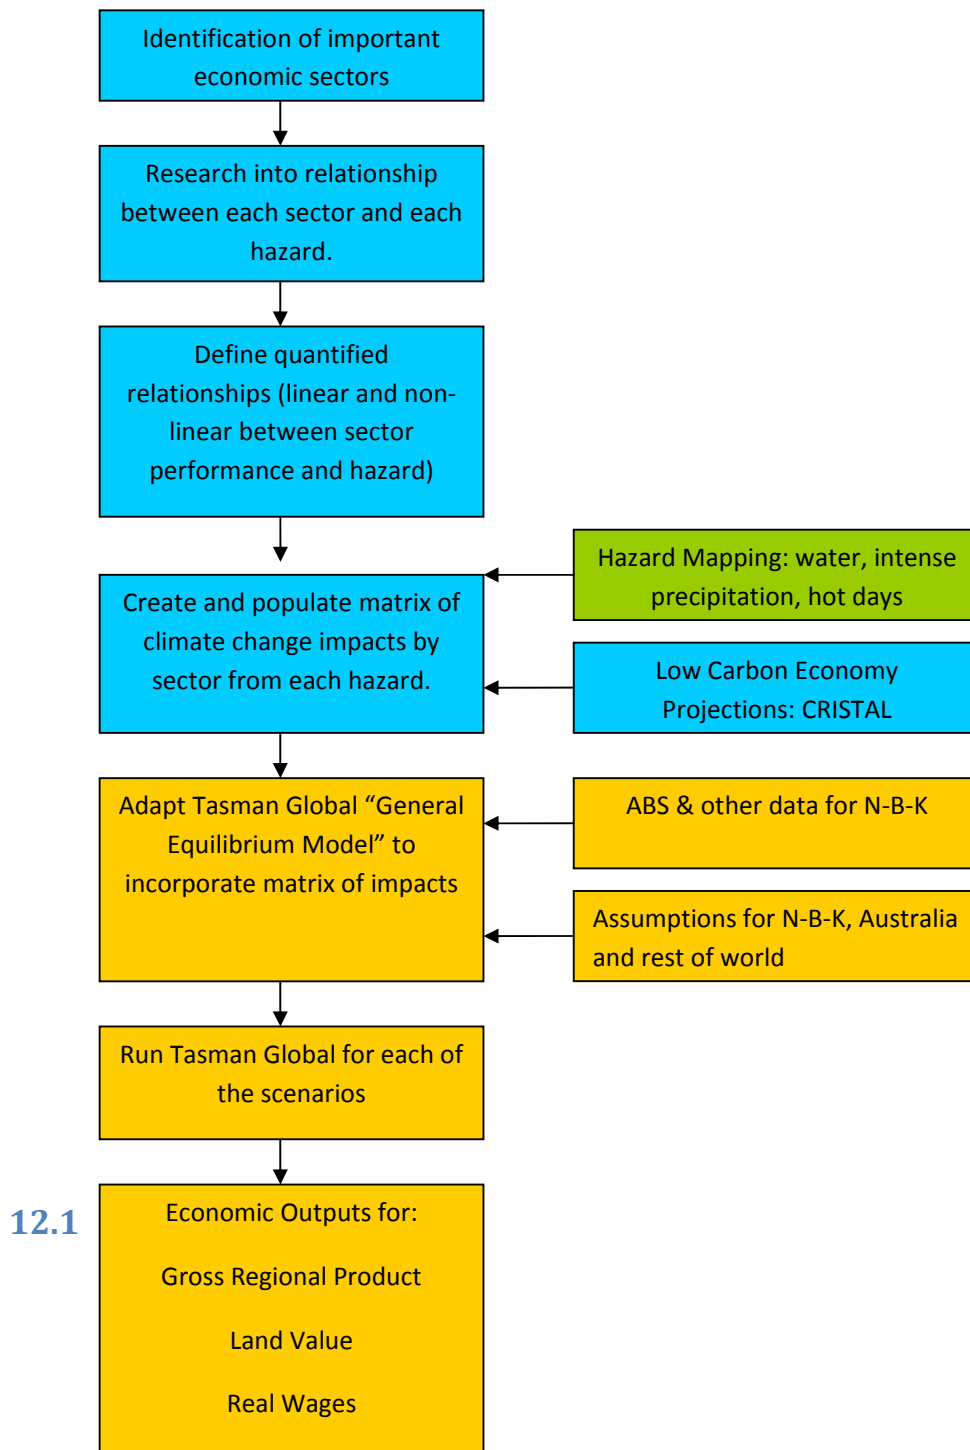 Identification of important
economic sectors
Research into relationship
between each sector and each
hazard.
Define quantified
relationships (linear and non-
linear between sector
performance and hazard)
Hazard Mapping: water, intense
precipitation, hot days
Create and populate matrix of
climate change impacts by
sector from each hazard.
Low Carbon Economy
Projections: CRISTAL
Adapt Tasman Global “General
Equilibrium Model” to
incorporate matrix of impacts
ABS & other data for N-B-K
Assumptions for N-B-K, Australia
and rest of world
Run Tasman Global for each of
the scenarios
12.1
Economic Outputs for:
Gross Regional Product
Land Value
Real Wages